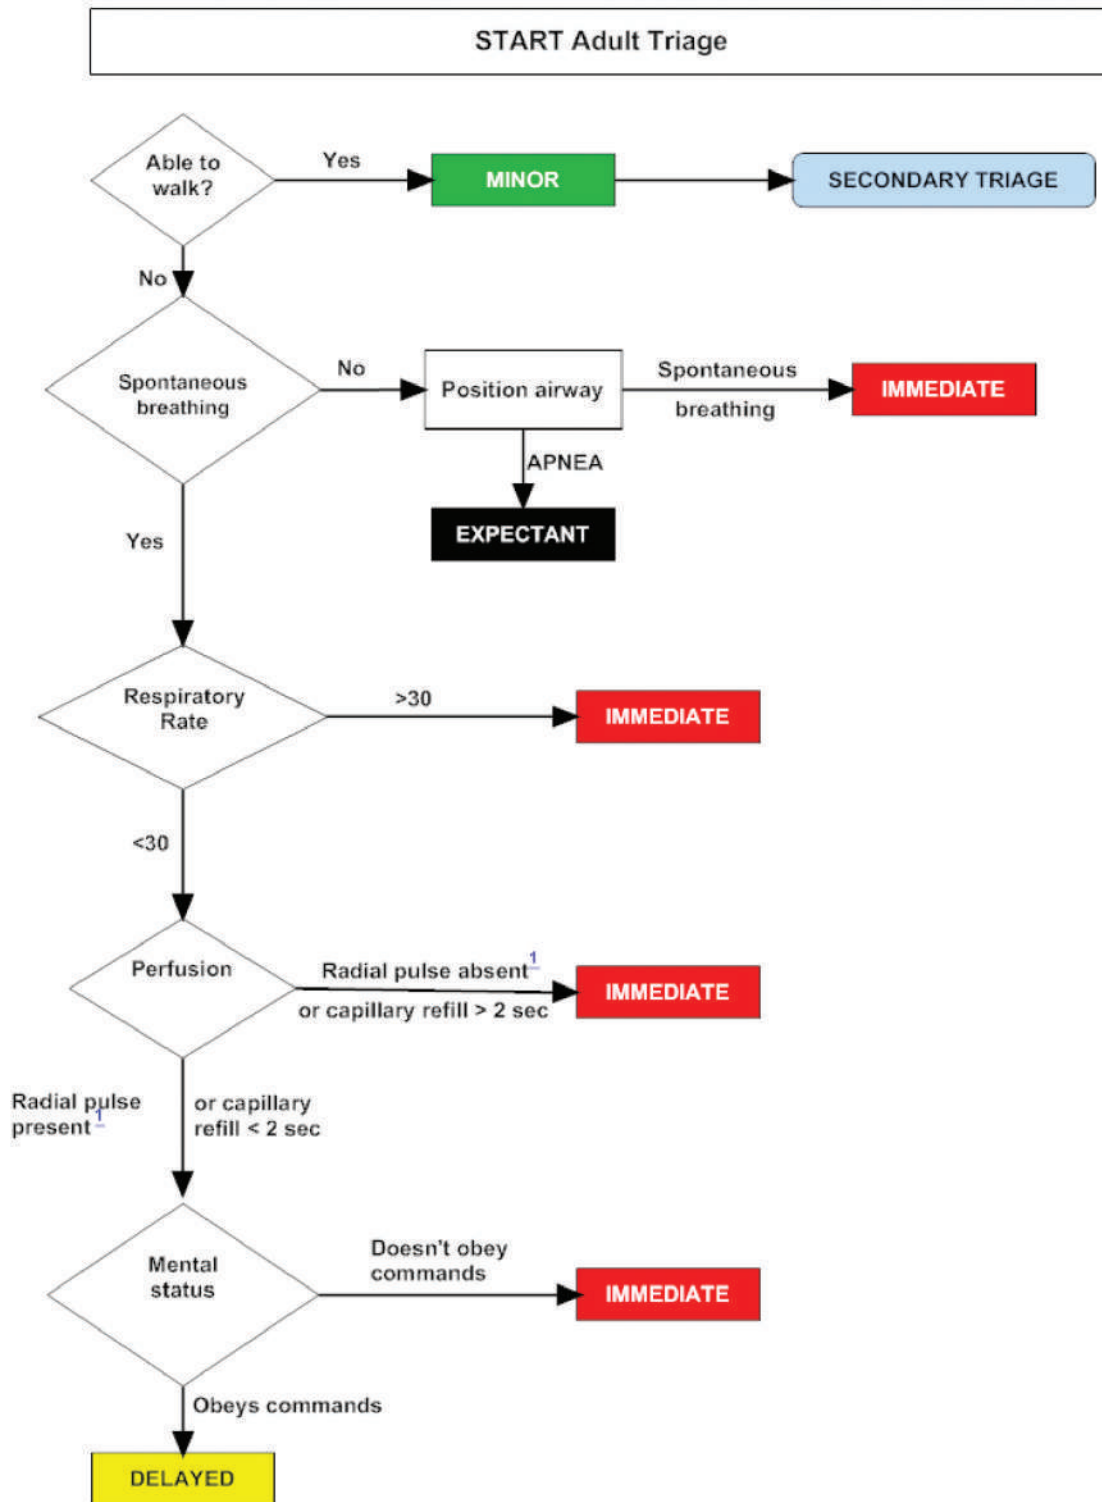 START Adult Triage
Able to
walk?
Yes
MINOR
SECONDARY TRIAGE
No
Spontaneous
breathing
No
Position airway
Spontaneous
breathing
IMMEDIATE
APNEA
EXPECTANT
Yes
Respiratory
Rate
>30
IMMEDIATE
<30
Perfusion
Radial pulse absent1
or capillary refill > 2 sec
IMMEDIATE
Radial pulse
present1
or capillary
refill < 2 sec
Mental
status
Doesn't obey
commands
IMMEDIATE
Obeys commands
DELAYED